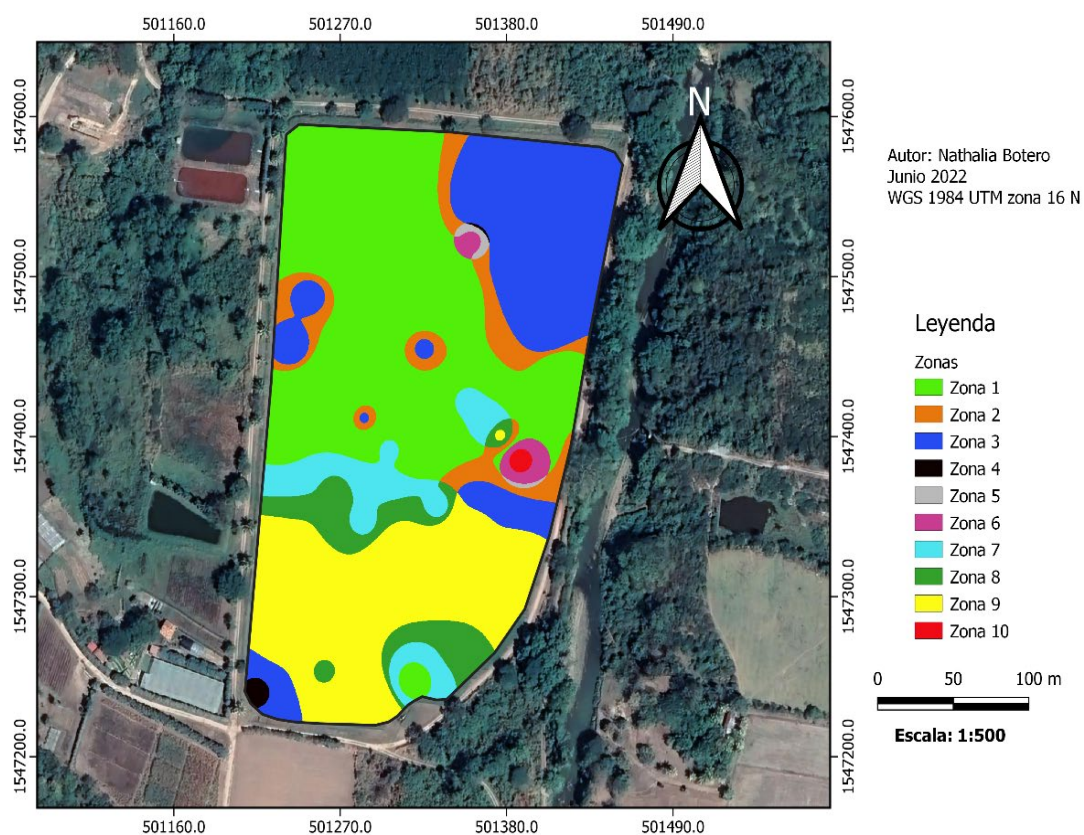 501160.0 501270.0 501380.0 501490.0
1547600.0 1547600.0
1547500.0 1547500.0
1547400.0 1547400.0
1547300.0 1547300.0
1547200.0 1547200.0
501160.0 501270.0 501380.0 501490.0
N
Autor: Nathalia Botero
Junio 2022
WGS 1984 UTM zona 16 N
Leyenda
Zonas
Zona 1
Zona 2
Zona 3
Zona 4
Zona 5
Zona 6
Zona 7
Zona 8
Zona 9
Zona 10
0 50 100 m
Escala: 1:500